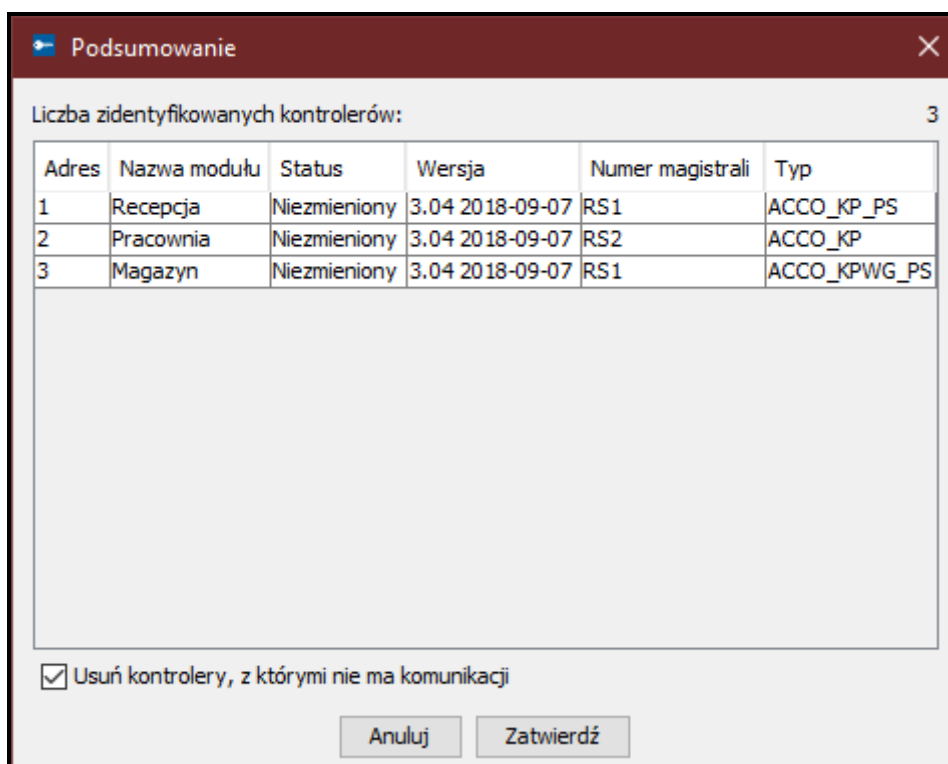 Podsumowanie
Liczba zidentyfikowanych kontrolerów: 3
Adres Nazwa modułu Status Wersja Numer magistrali Typ
1 Recepcja Niezmieniony 3.04 2018-09-07 RS1 ACCO_KP_PS
2 Pracownia Niezmieniony 3.04 2018-09-07 RS2 ACCO_KP
3 Magazyn Niezmieniony 3.04 2018-09-07 RS1 ACCO_KPWG_PS
Usuń kontrolery, z którymi nie ma komunikacji
Anuluj Zatwierdź